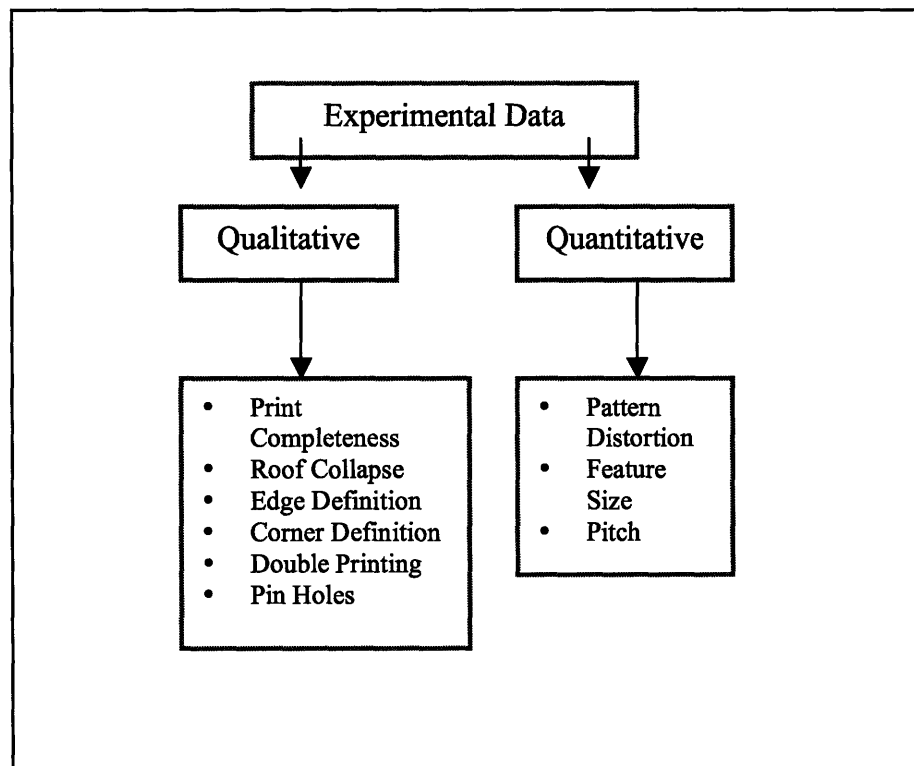 Experimental Data
Qualitative
Quantitative
• Print
Completeness
• Roof Collapse
• Edge Definition
• Corner Definition
• Double Printing
• Pin Holes
• Pattern
Distortion
• Feature
Size
• Pitch